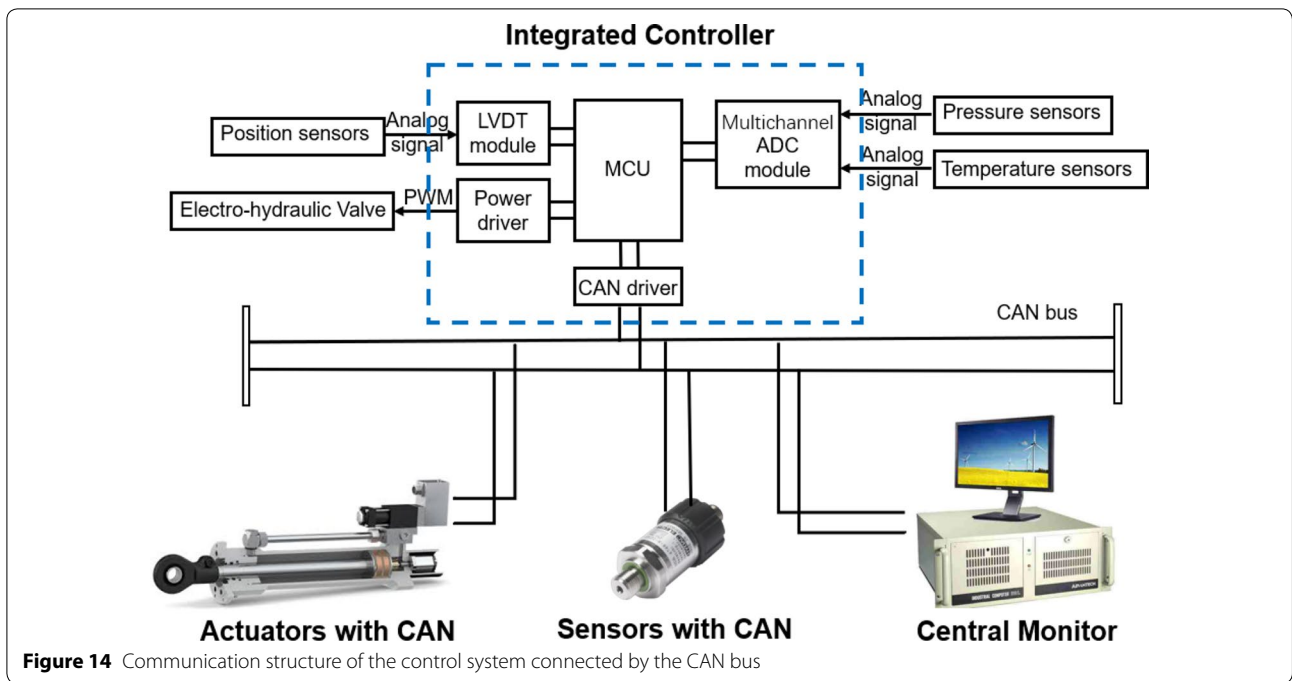 Integrated Controller
Position sensors
Analog
signal
LVDT
module
MCU
Multichannel
ADC
module
Analog
signal
Pressure sensors
Analog
signal
Temperature sensors
Electro-hydraulic Valve
PWM
Power
driver
CAN driver
CAN bus
INDUSTRIAL COMPUTER
Actuators with CAN
Sensors with CAN
Central Monitor
Figure 14 Communication structure of the control system connected by the CAN bus